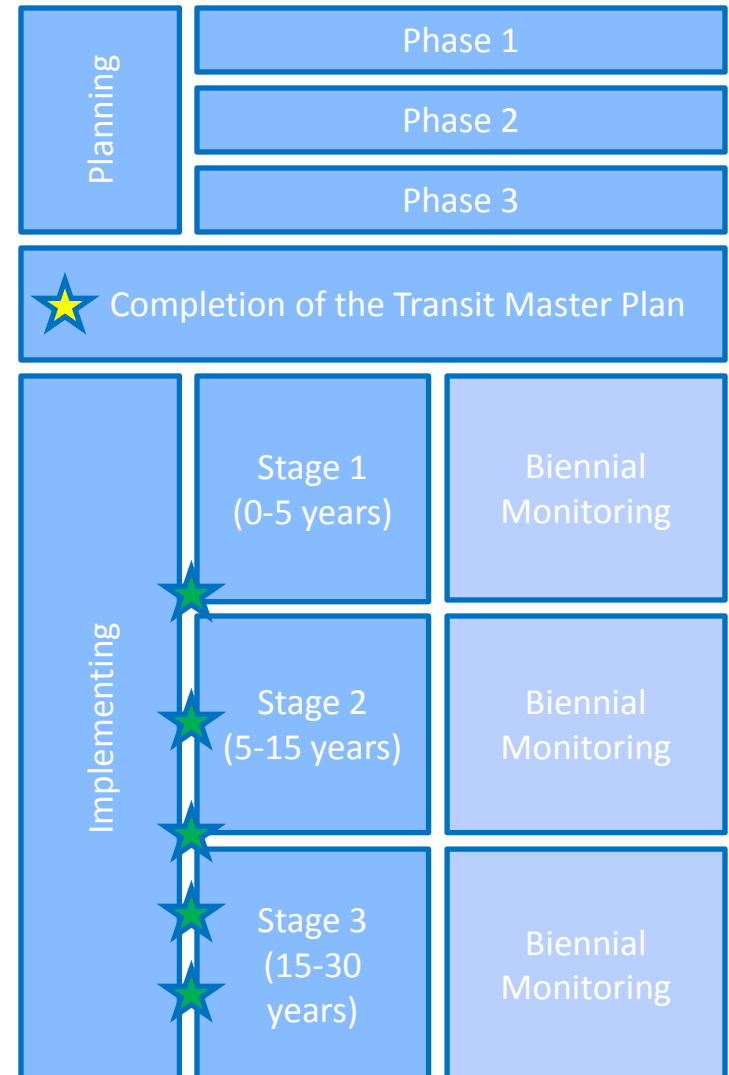 Planning
Phase 1
Phase 2
Phase 3
Completion of the Transit Master Plan
Implementing
Stage 1
(0-5 years)
Biennial
Monitoring
Stage 2
(5-15 years)
Biennial
Monitoring
Stage 3
(15-30
years)
Biennial
Monitoring